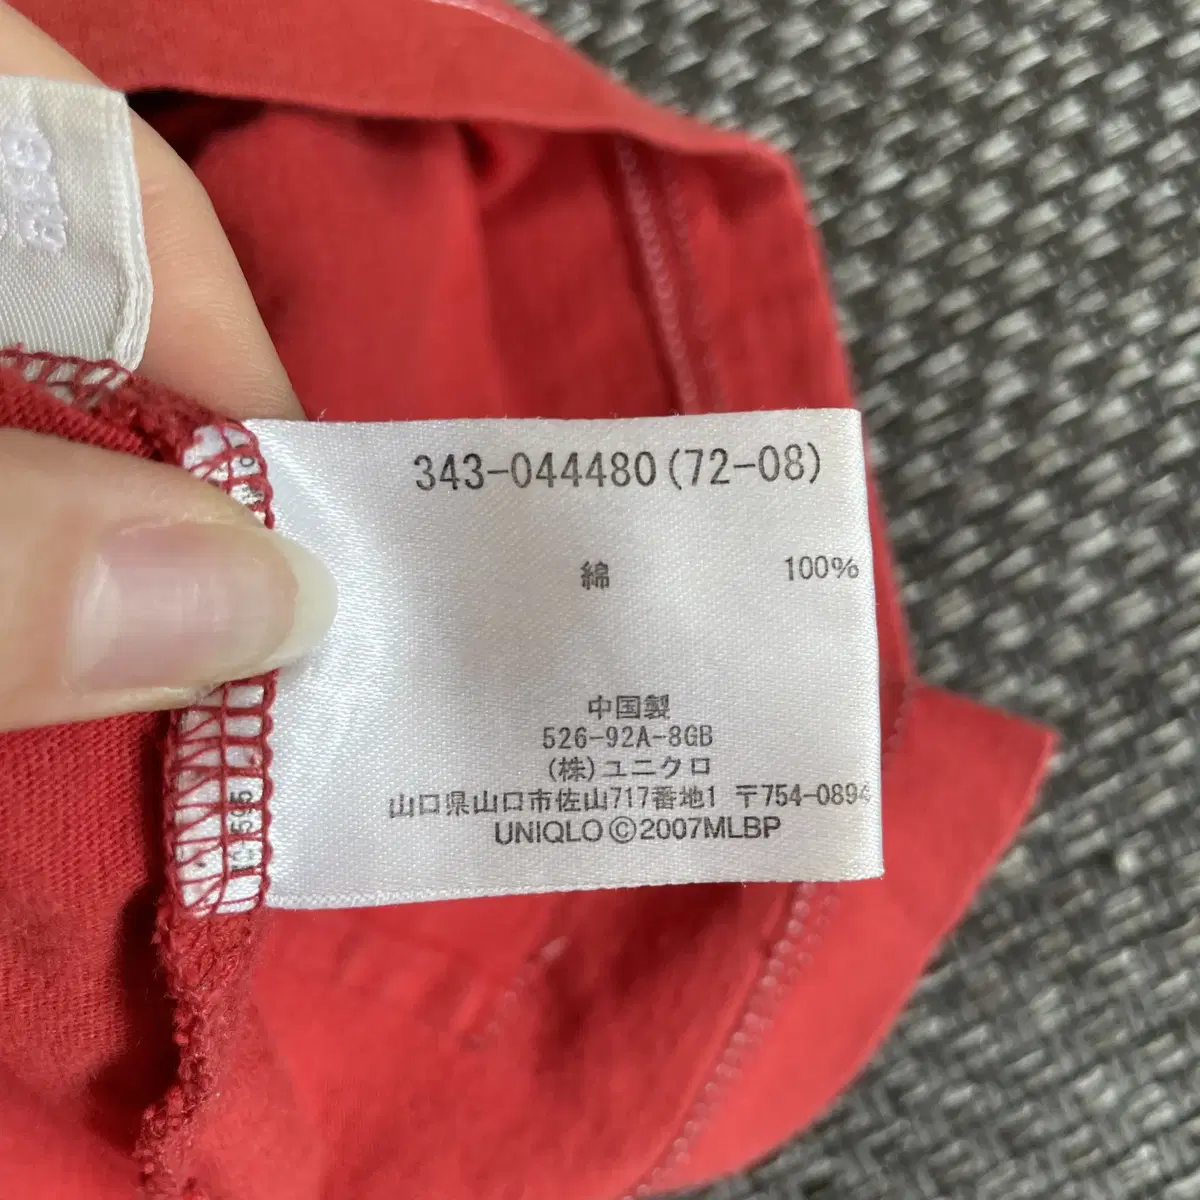 343-044480(72-08)
綿 100%
中国製
526-92A-8GB
(株)ユニクロ
山口県山口市佐山717番地1 〒754-0894
UNIQLO©2007MLBP